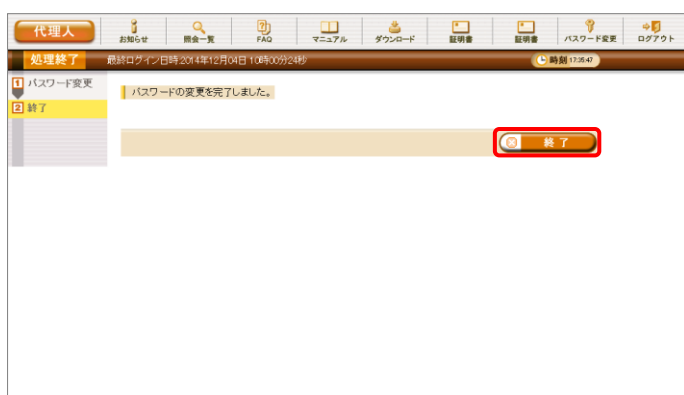 代理人
お知らせ
照会一覧
FAQ
マニュアル
ダウンロード
証明書
証明書
パスワード変更
ログアウト
処理終了 最終ログイン日時:2014年12月04日 10時00分24秒 時刻 17:35:47
1 パスワード変更
2 終了
パスワードの変更を完了しました。
終了